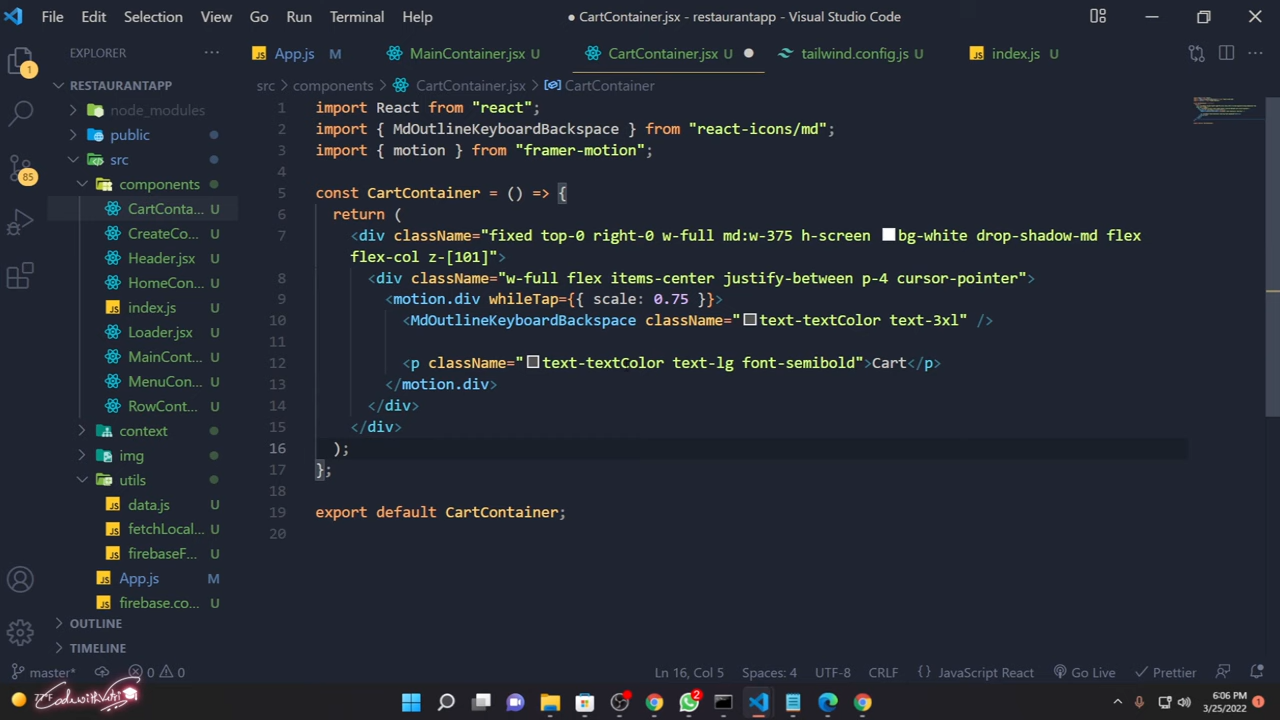 File Edit Selection View Go Run Terminal Help
● CartContainer.jsx - restaurantapp - Visual Studio Code
EXPLORER ···
App.js M
MainContainer.jsx U
CartContainer.jsx U ●
tailwind.config.js U
index.js U
src > components > CartContainer.jsx > CartContainer
1
85
RESTAURANTAPP
node_modules
public
src
components
CartConta... U
CreateCo... U
Header.jsx U
HomeCon... U
index.js U
Loader.jsx U
MainCont... U
MenuCon... U
RowCont... U
context
img
utils
data.js U
fetchLocal... U
firebaseF... U
App.js M
firebase.co... U
OUTLINE
TIMELINE
1 import React from "react";
2 import { MdOutlineKeyboardBackspace } from "react-icons/md";
3 import { motion } from "framer-motion";
4
5 const CartContainer = () => {
6 return (
7 <div className="fixed top-0 right-0 w-full md:w-375 h-screen bg-white drop-shadow-md flex
flex-col z-[101]">
8 <div className="w-full flex items-center justify-between p-4 cursor-pointer">
9 <motion.div whileTap={{ scale: 0.75 }}>
10 <MdOutlineKeyboardBackspace className="text-textColor text-3xl" />
11
12 <p className="text-textColor text-lg font-semibold">Cart</p>
13 </motion.div>
14 </div>
15 </div>
16 );
17 };
18
19 export default CartContainer;
20
master* 0 0 Ln 16, Col 5 Spaces: 4 UTF-8 CRLF { } JavaScript React Go Live Prettier
CodewithVetri
2
6:06 PM
3/25/2022
1